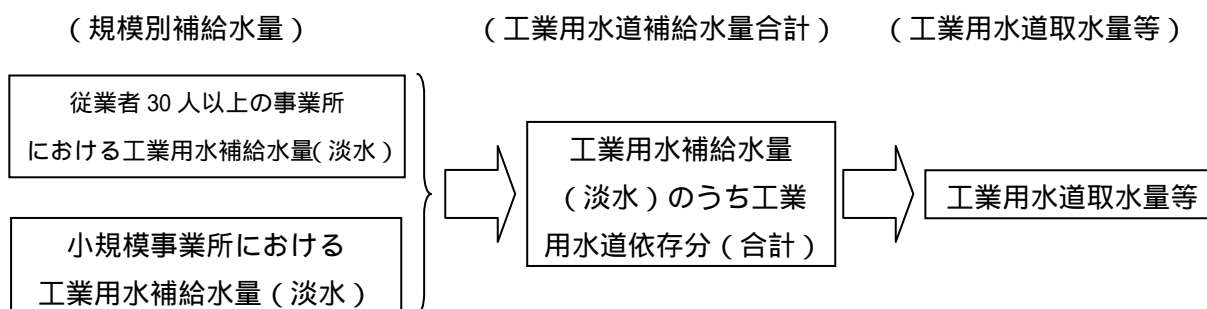 (規模別補給水量)
(工業用水道補給水量合計)
(工業用水道取水量等)
従業者30人以上の事業所
における工業用水補給水量(淡水)
小規模事業所における
工業用水補給水量(淡水)
工業用水補給水量
(淡水)のうち工業
用水道依存分(合計)
工業用水道取水量等